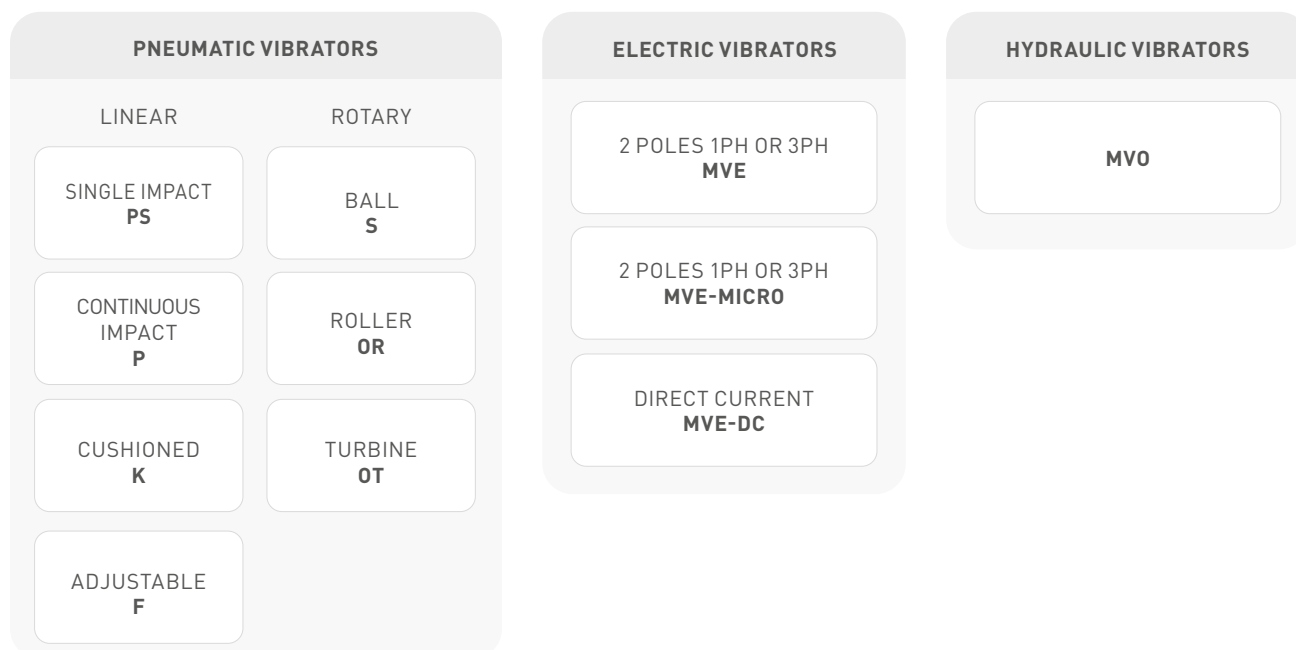 PNEUMATIC VIBRATORS
LINEAR
SINGLE IMPACT
PS
CONTINUOUS
IMPACT
P
CUSHIONED
K
ADJUSTABLE
F
ROTARY
BALL
S
ROLLER
OR
TURBINE
OT
ELECTRIC VIBRATORS
2 POLES 1PH OR 3PH
MVE
2 POLES 1PH OR 3PH
MVE-MICRO
DIRECT CURRENT
MVE-DC
HYDRAULIC VIBRATORS
MVO